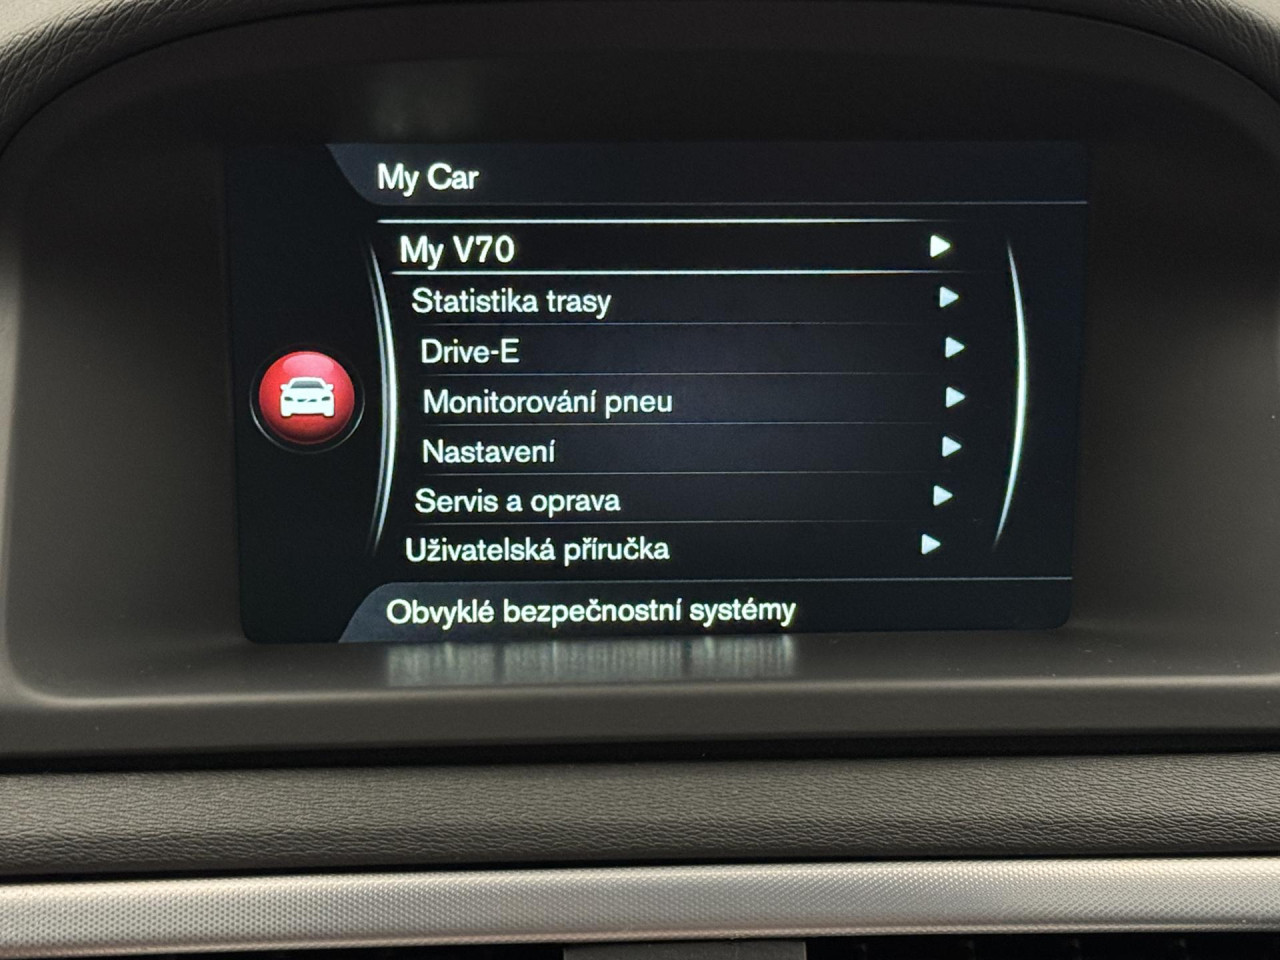 My Car
My V70
Statistika trasy
Drive-E
Monitorování pneu
Nastavení
Servis a oprava
Uživatelská příručka
Obvyklé bezpečnostní systémy